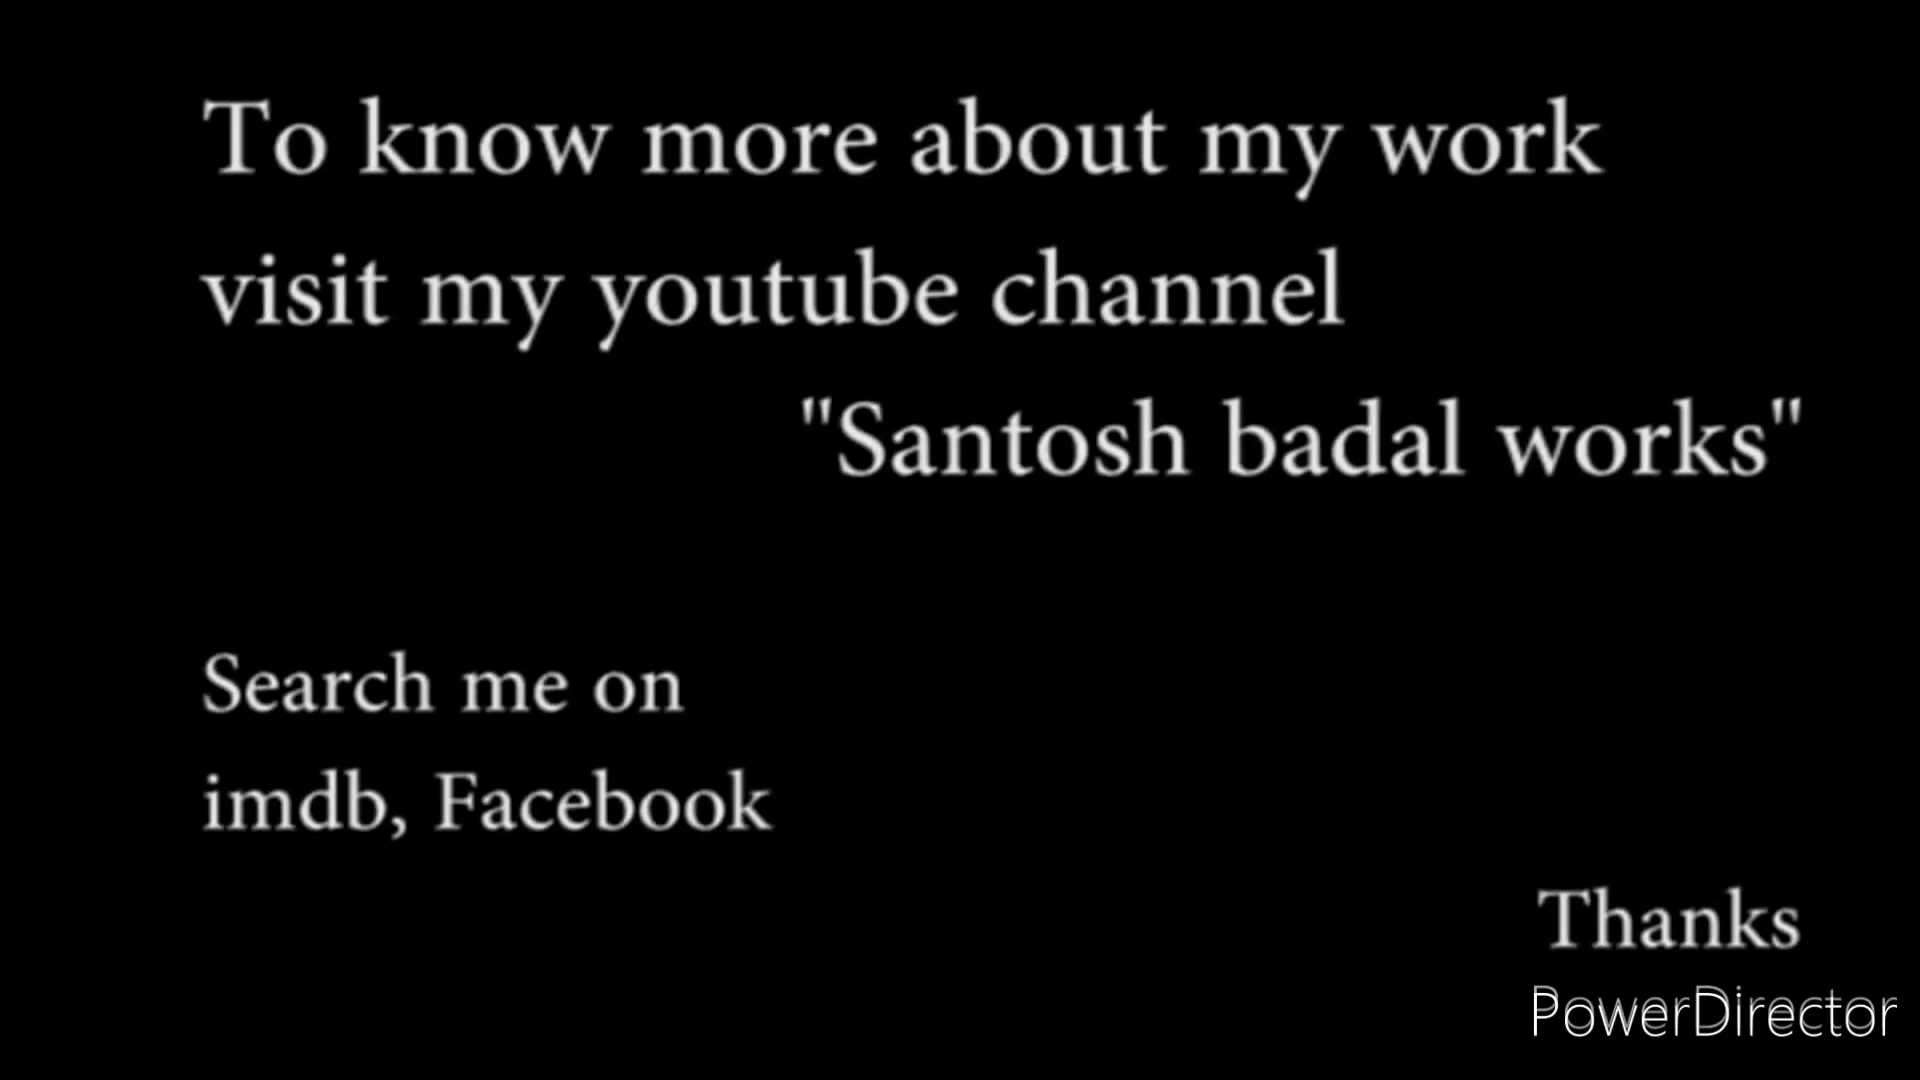 To know more about my work
visit my youtube channel
"Santosh badal works"
Search me on
imdb, Facebook
Thanks
PowerDirector